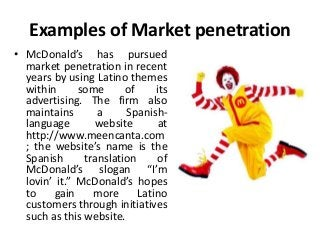 Examples of Market penetration
• McDonald’s has pursued
market penetration in recent
years by using Latino themes
within some of its
advertising. The firm also
maintains a Spanish-
language website at
http://www.meencanta.com
; the website’s name is the
Spanish translation of
McDonald’s slogan “I’m
lovin’ it.” McDonald’s hopes
to gain more Latino
customers through initiatives
such as this website.